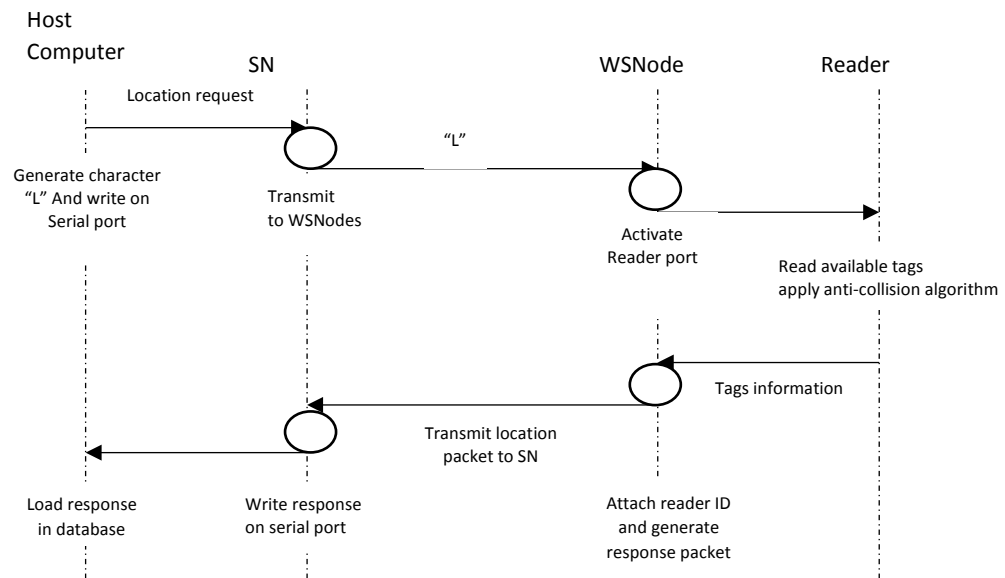 Host
Computer
SN
WSNode
Reader
Location request
“L”
Generate character
“L” And write on
Serial port
Transmit
to WSNodes
Activate
Reader port
Read available tags
apply anti-collision algorithm
Tags information
Transmit location
packet to SN
Load response
in database
Write response
on serial port
Attach reader ID
and generate
response packet